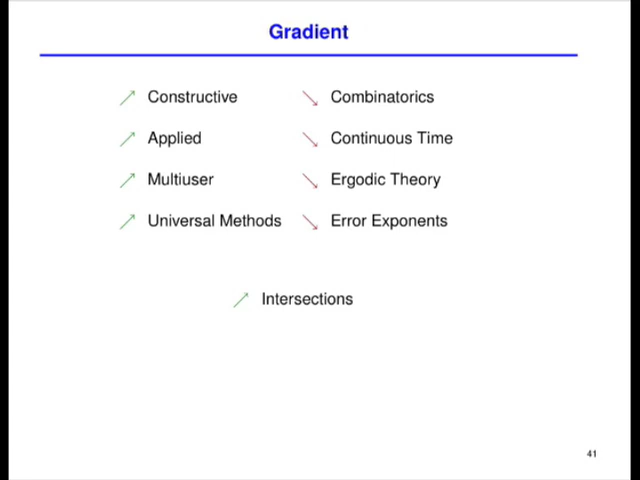 Gradient
↗ Constructive ↘ Combinatorics
↗ Applied ↘ Continuous Time
↗ Multiuser ↘ Ergodic Theory
↗ Universal Methods ↘ Error Exponents
↗ Intersections
41